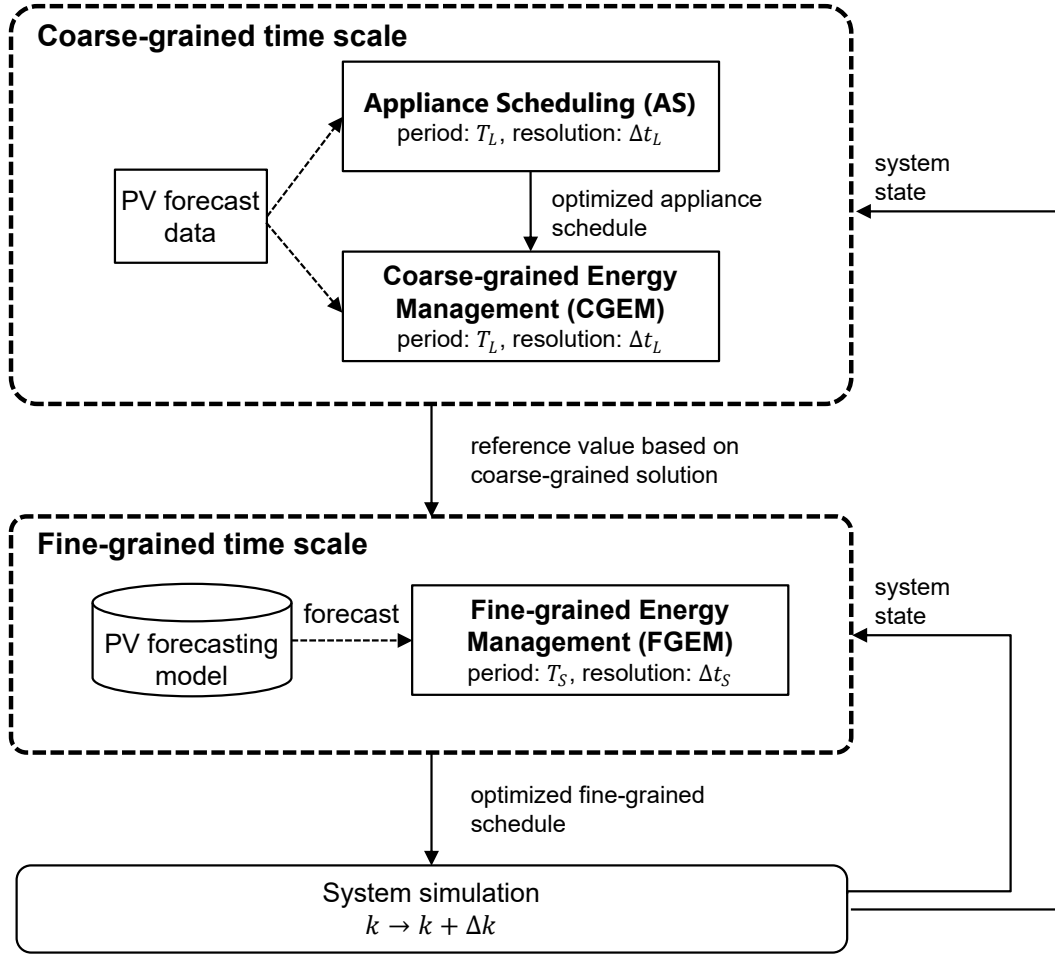 Coarse-grained time scale
Appliance Scheduling (AS)
period: T_L, resolution: Δt_L
PV forecast
data
optimized appliance
schedule
Coarse-grained Energy
Management (CGEM)
period: T_L, resolution: Δt_L
system
state
reference value based on
coarse-grained solution
Fine-grained time scale
PV forecasting
model
forecast
Fine-grained Energy
Management (FGEM)
period: T_S, resolution: Δt_S
system
state
optimized fine-grained
schedule
System simulation
k → k + Δk